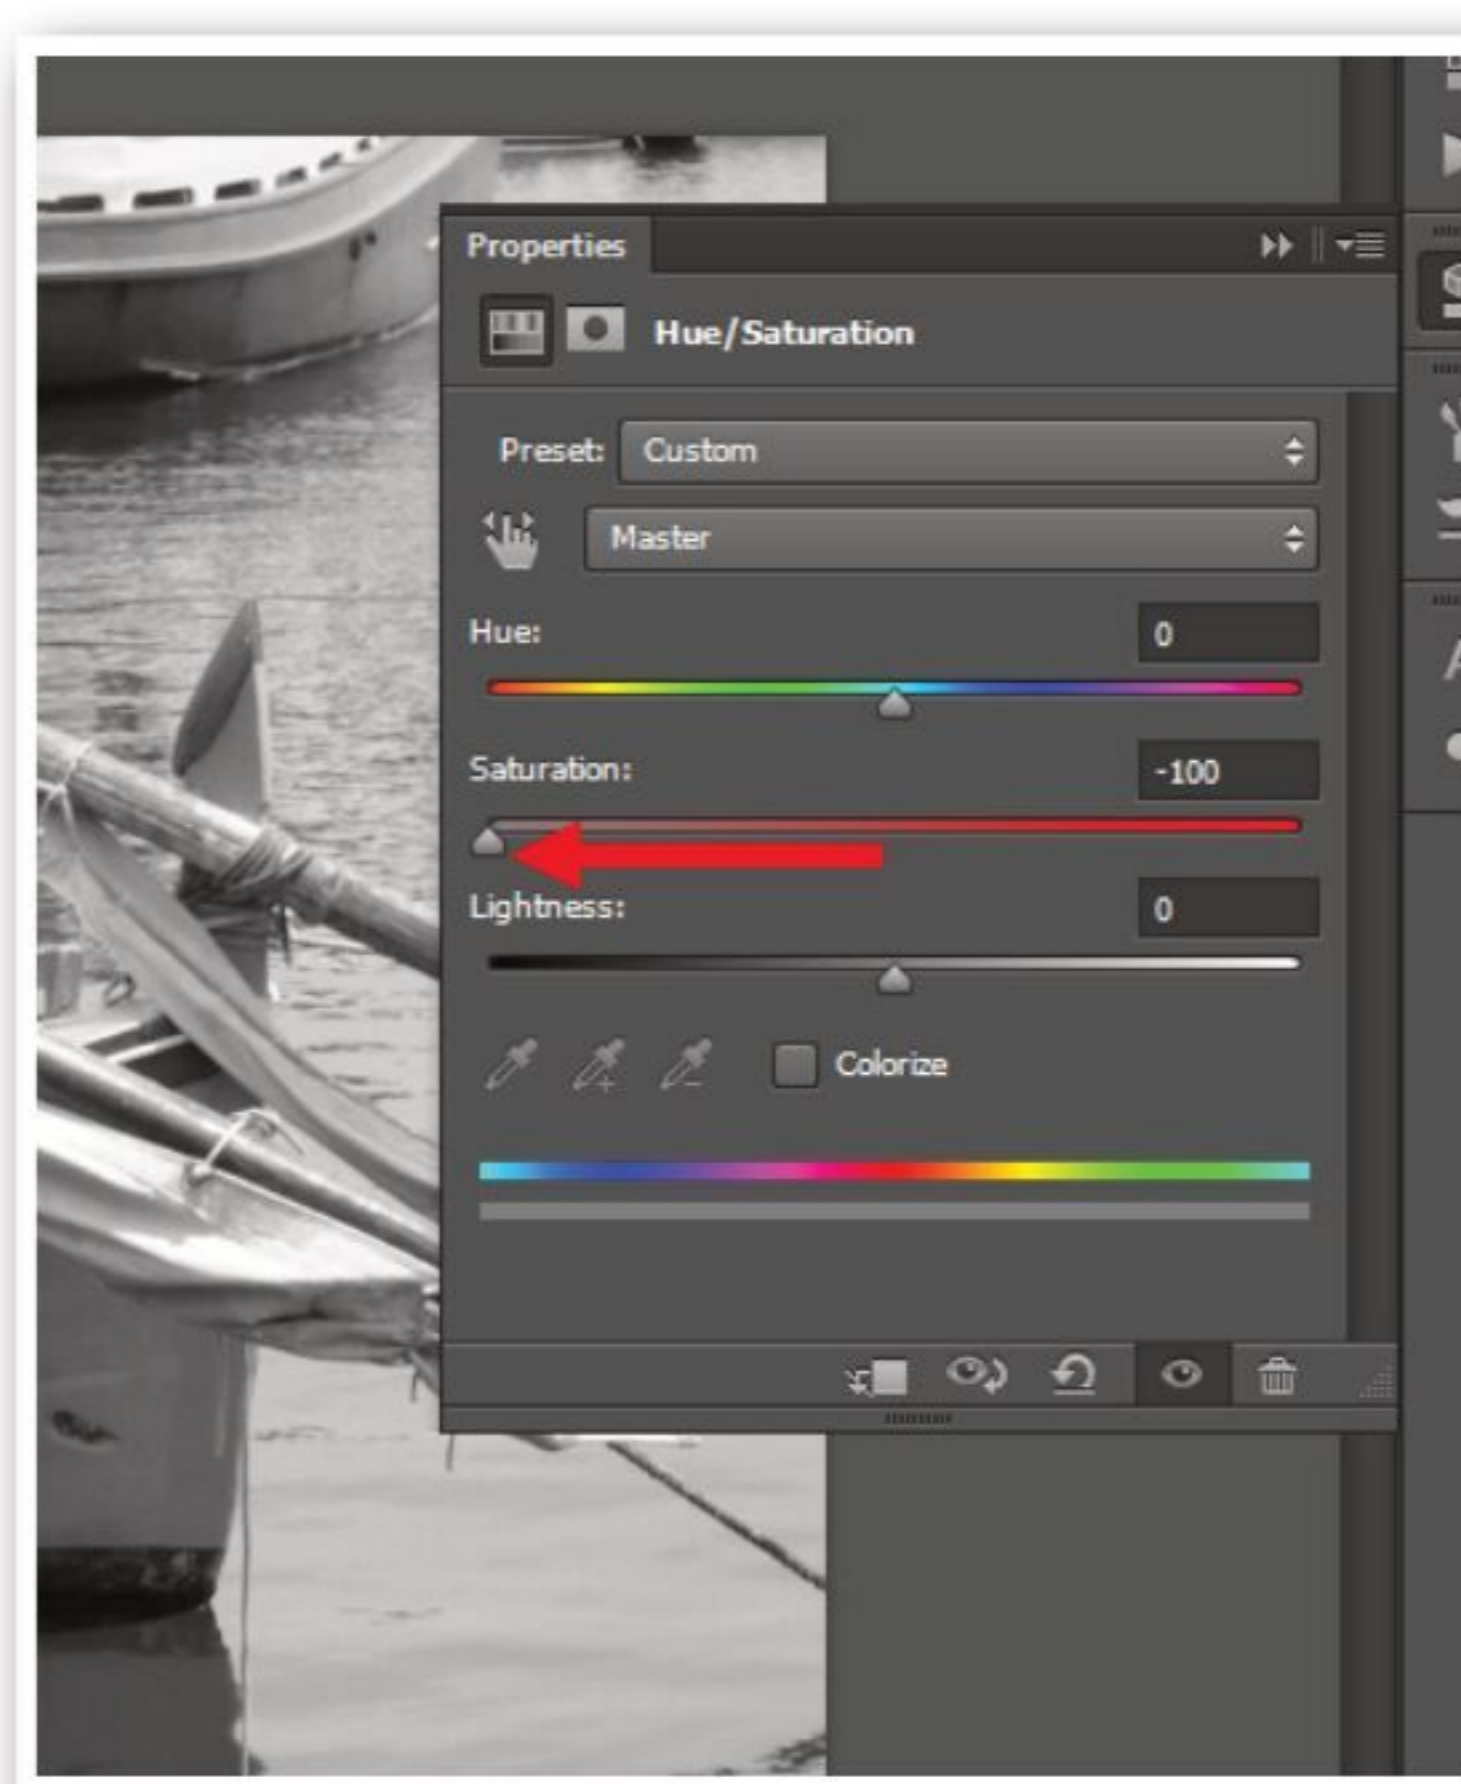 Properties
Hue/Saturation
Preset: Custom
Master
Hue: 0
Saturation: -100
Lightness: 0
Colorize